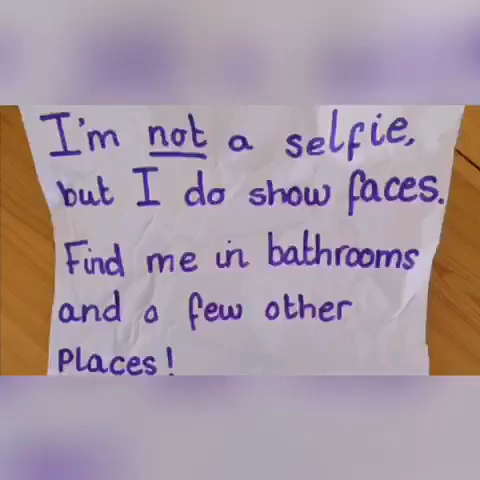 I'm not a selfie,
but I do show faces.
Find me in bathrooms
and a few other
Places!